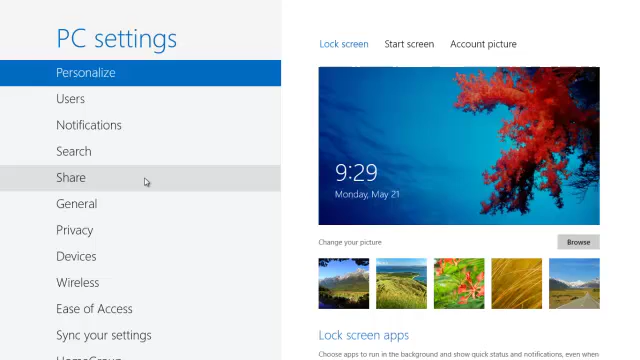 PC settings
Personalize
Users
Notifications
Search
Share
General
Privacy
Devices
Wireless
Ease of Access
Sync your settings
HomeGroup
Lock screen Start screen Account picture
9:29
Monday, May 21
Change your picture
Browse
Lock screen apps
Choose apps to run in the background and show quick status and notifications, even when